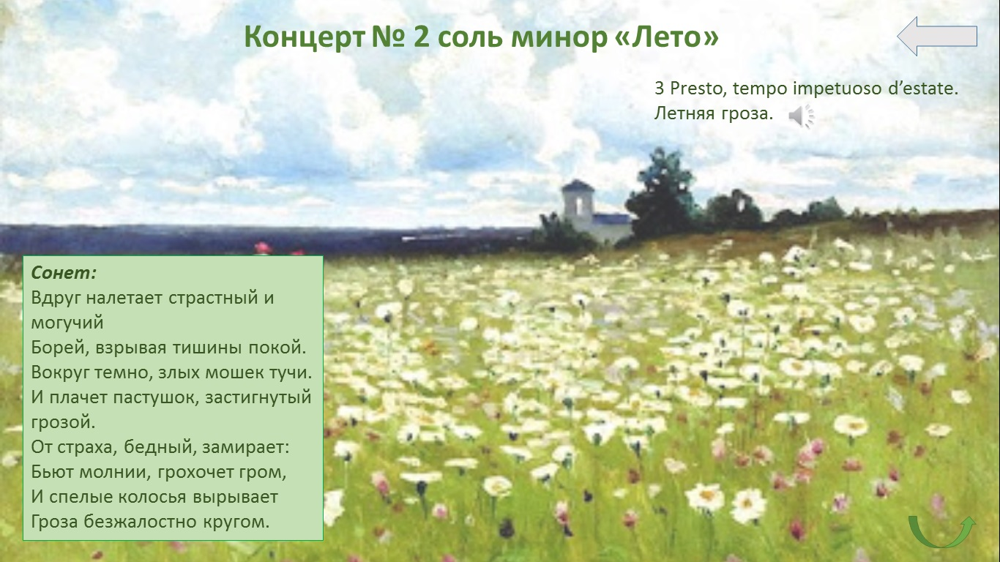 Концерт № 2 соль минор «Лето»
3 Presto, tempo impetuoso d’estate.
Летняя гроза.
Сонет:
Вдруг налетает страстный и
могучий
Борей, взрывая тишины покой.
Вокруг темно, злых мошек тучи.
И плачет пастушок, застигнутый
грозой.
От страха, бедный, замирает:
Бьют молнии, грохочет гром,
И спелые колосья вырывает
Гроза безжалостно кругом.